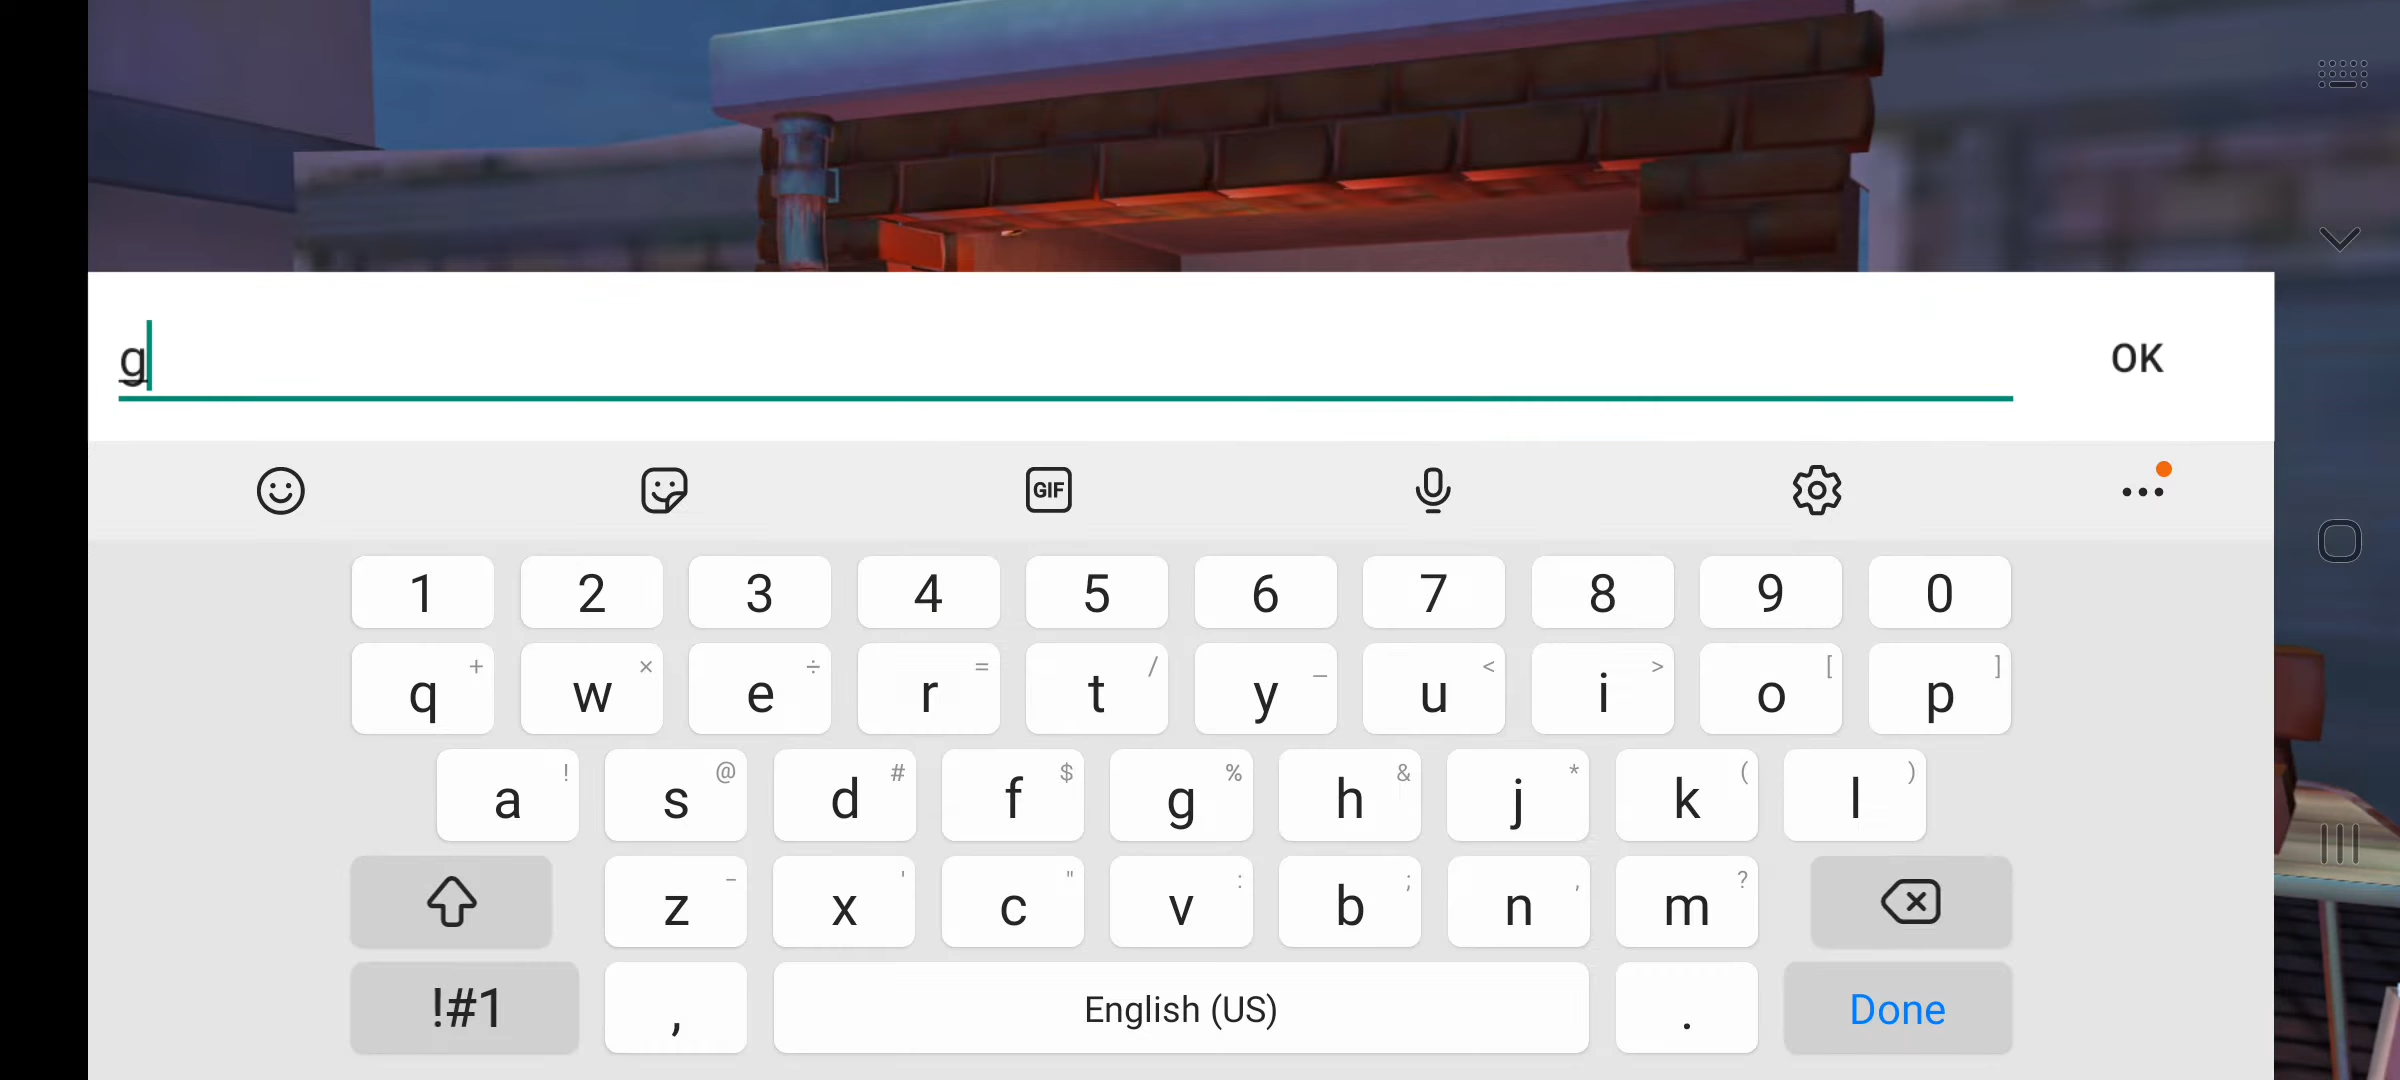 g
OK
GIF
1 2 3 4 5 6 7 8 9 0
q + w × e ÷ r = t / y _ u < i > o [ p ]
a ! s @ d # f $ g % h & j * k ( l )
z - x ' c " v : b ; n , m ?
!#1 , English (US) . Done